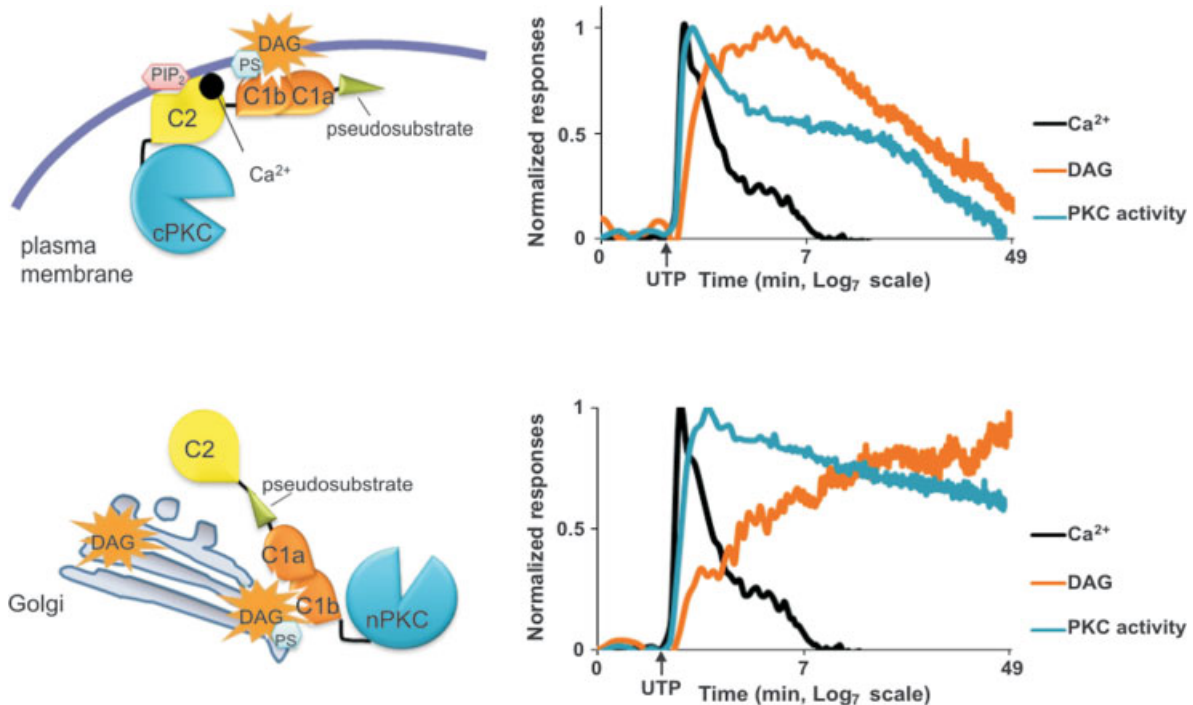 DAG
PS
PIP₂
C1b C1a
C2
pseudosubstrate
Ca²⁺
cPKC
plasma
membrane
Normalized responses
1
0.5
0
0
7
49
UTP
Time (min, Log₇ scale)
Ca²⁺
DAG
PKC activity
C2
pseudosubstrate
DAG
C1a
Golgi
DAG
C1b
nPKC
PS
Normalized responses
1
0.5
0
0
7
49
UTP
Time (min, Log₇ scale)
Ca²⁺
DAG
PKC activity